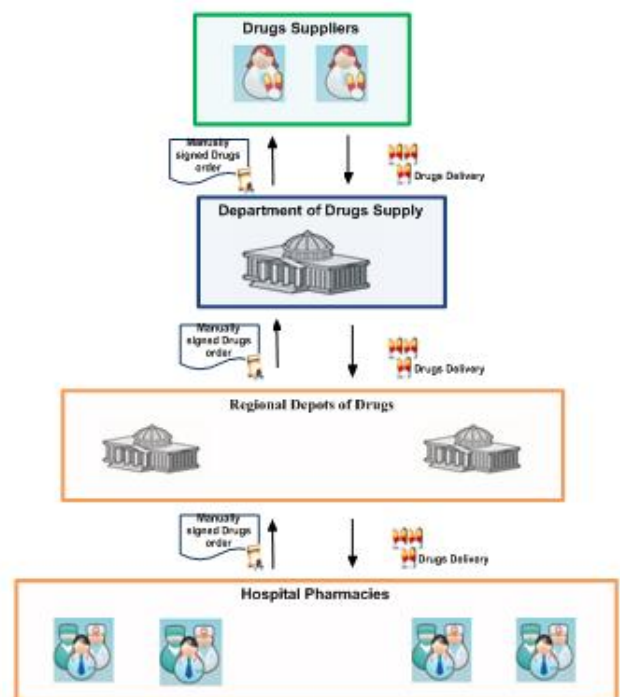 Drugs Suppliers
Manually
signed Drugs
order
Drugs Delivery
Department of Drugs Supply
Manually
signed Drugs
order
Drugs Delivery
Regional Depots of Drugs
Manually
signed Drugs
order
Drugs Delivery
Hospital Pharmacies